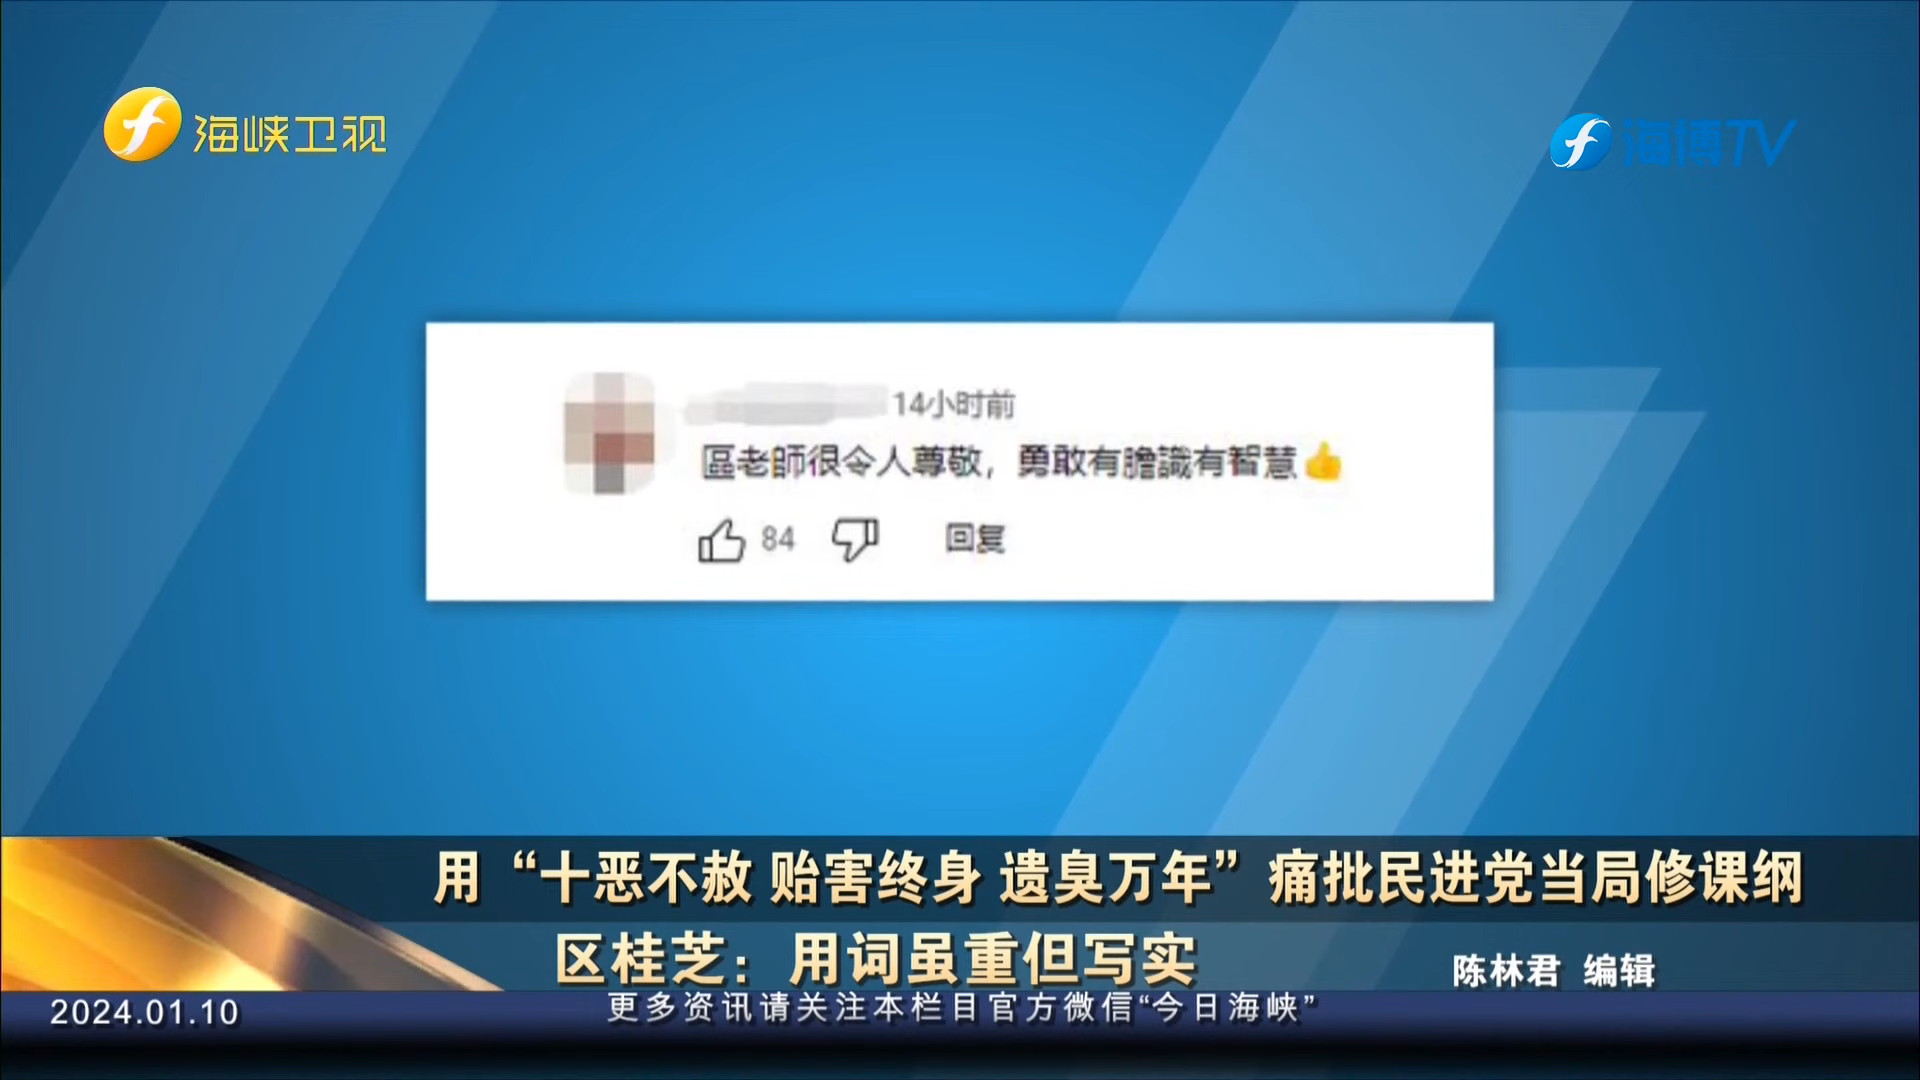 海峡卫视
海博TV
14小时前
區老師很令人尊敬，勇敢有膽識有智慧👍
84 回复
用“十恶不赦 贻害终身 遗臭万年”痛批民进党当局修课纲
区桂芝：用词虽重但写实
陈林君 编辑
2024.01.10
更多资讯请关注本栏目官方微信“今日海峡”